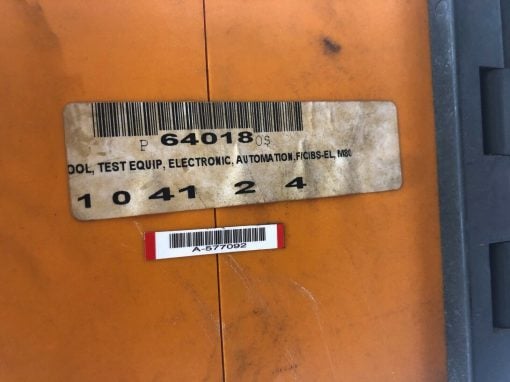 P 64018 0$
OOL, TEST EQUIP, ELECTRONIC, AUTOMATION,F/CIBS-EL, M80
1 0 41 2 4
A-577092